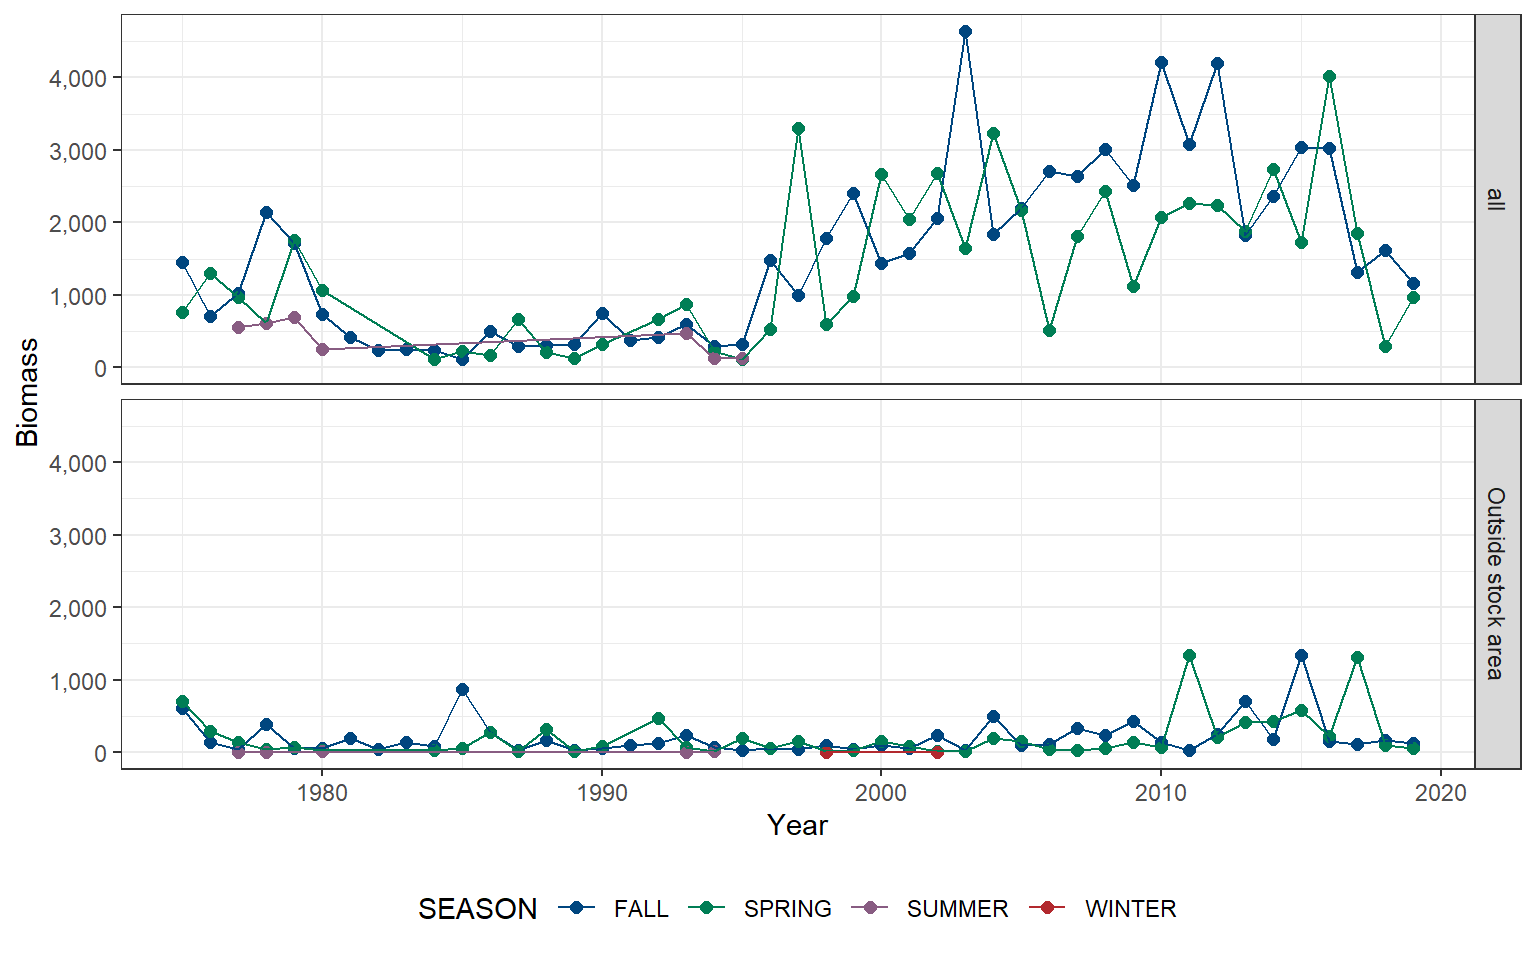 4,000
3,000
2,000
1,000
0
all
4,000
3,000
2,000
1,000
0
Outside stock area
Biomass
1980 1990 2000 2010 2020
Year
SEASON FALL SPRING SUMMER WINTER